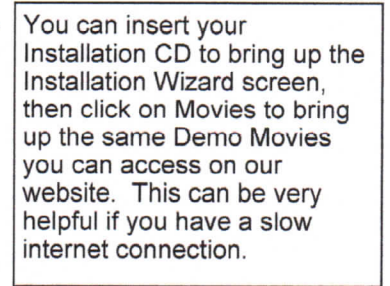 You can insert your
Installation CD to bring up the
Installation Wizard screen,
then click on Movies to bring
up the same Demo Movies
you can access on our
website.  This can be very
helpful if you have a slow
internet connection.